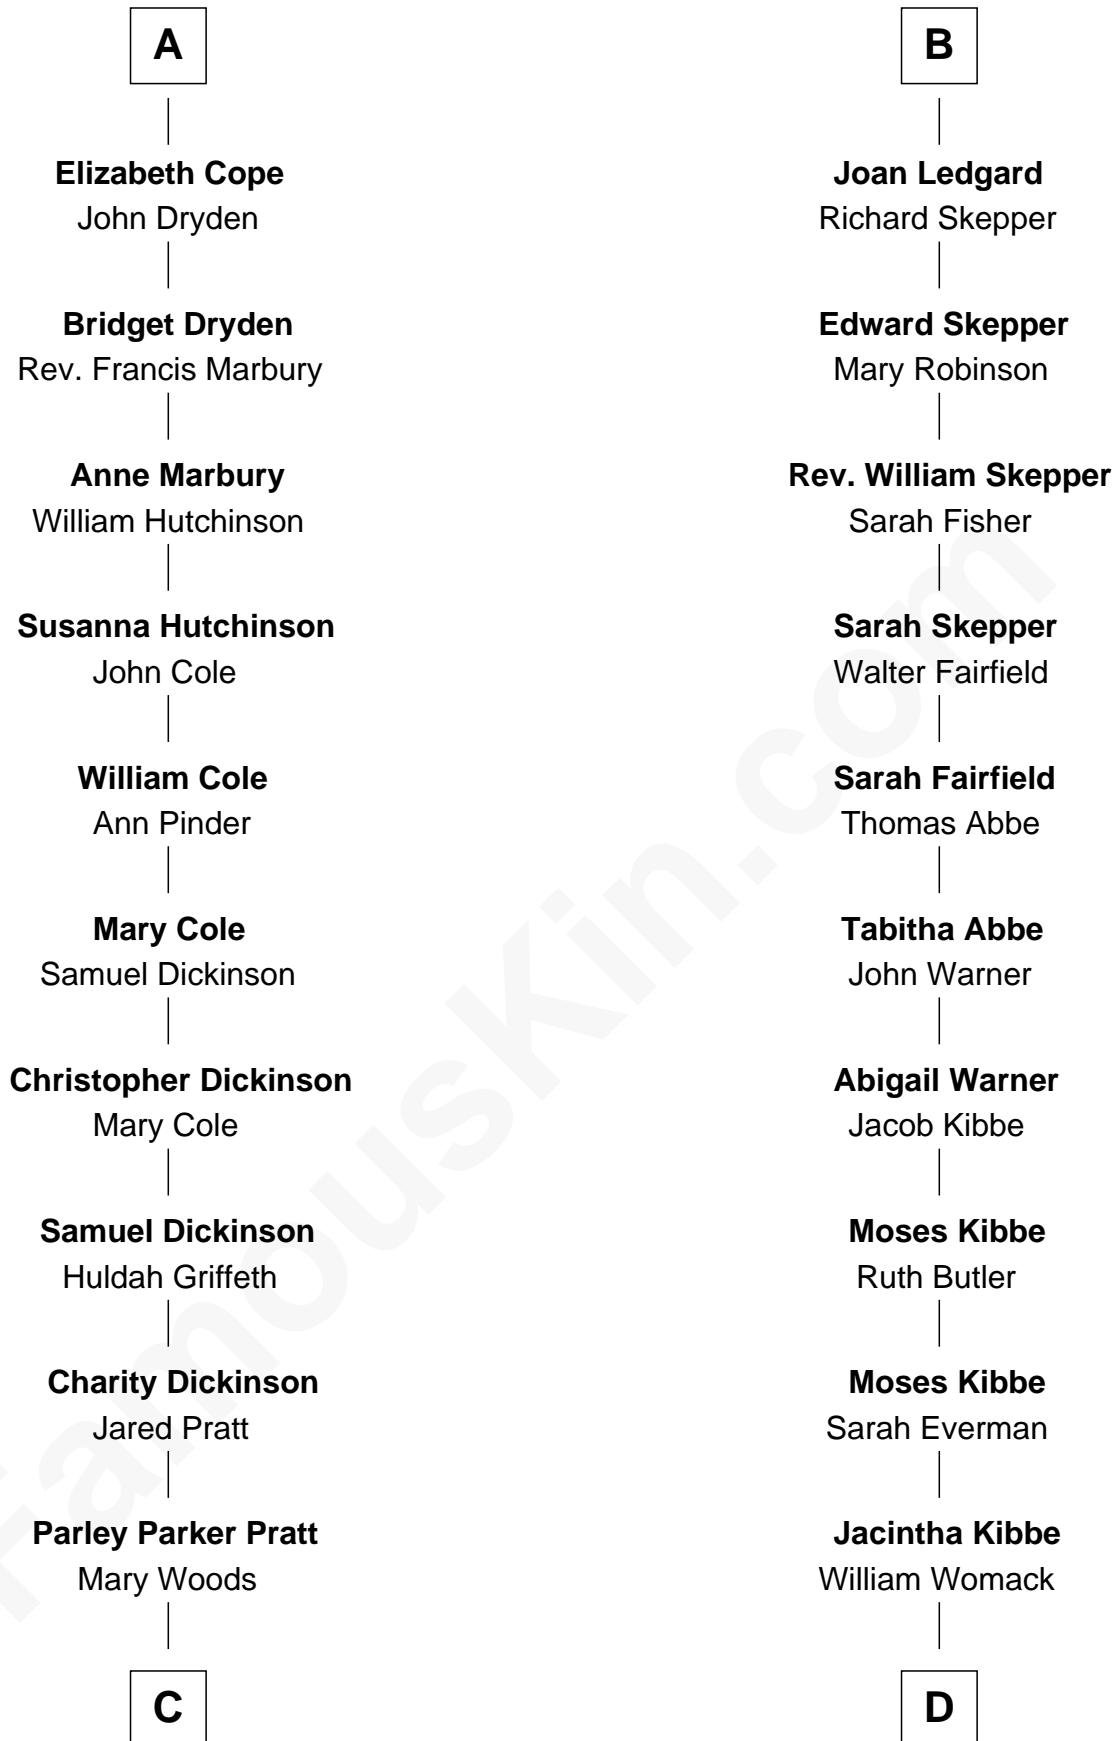 A
Elizabeth Cope
John Dryden
Bridget Dryden
Rev. Francis Marbury
Anne Marbury
William Hutchinson
Susanna Hutchinson
John Cole
William Cole
Ann Pinder
Mary Cole
Samuel Dickinson
Christopher Dickinson
Mary Cole
Samuel Dickinson
Huldah Griffeth
Charity Dickinson
Jared Pratt
Parley Parker Pratt
Mary Woods
C
B
Joan Ledgard
Richard Skepper
Edward Skepper
Mary Robinson
Rev. William Skepper
Sarah Fisher
Sarah Skepper
Walter Fairfield
Sarah Fairfield
Thomas Abbe
Tabitha Abbe
John Warner
Abigail Warner
Jacob Kibbe
Moses Kibbe
Ruth Butler
Moses Kibbe
Sarah Everman
Jacintha Kibbe
William Womack
D
FamousKin.com